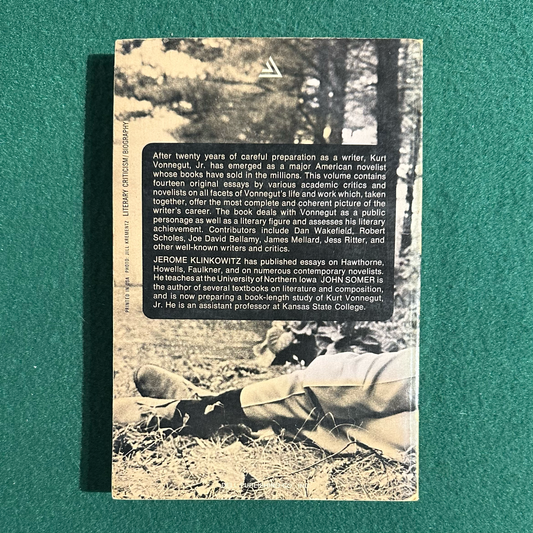 After twenty years of careful preparation as a writer, Kurt
Vonnegut, Jr. has emerged as a major American novelist
whose books have sold in the millions. This volume contains
fourteen original essays by various academic critics and
novelists on all facets of Vonnegut's life and work which, taken
together, offer the most complete and coherent picture of the
writer's career. The book deals with Vonnegut as a public
personage as well as a literary figure and assesses his literary
achievement. Contributors include Dan Wakefield, Robert
Scholes, Joe David Bellamy, James Mellard, Jess Ritter, and
other well-known writers and critics.
JEROME KLINKOWITZ has published essays on Hawthorne,
Howells, Faulkner, and on numerous contemporary novelists.
He teaches at the University of Northern Iowa JOHN SOMER is
the author of several textbooks on literature and composition,
and is now preparing a book-length study of Kurt Vonnegut,
Jr. He is an assistant professor at Kansas State College.
PRINTED IN USA PHOTO: JILL KREMENTZ LITERARY CRITICISM/BIOGRAPHY